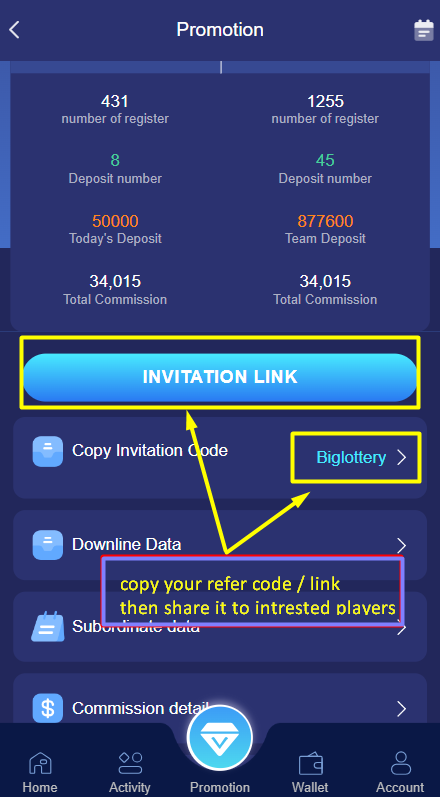 Promotion
431 1255
number of register number of register
8 45
Deposit number Deposit number
50000 877600
Today's Deposit Team Deposit
34,015 34,015
Total Commission Total Commission
INVITATION LINK
Copy Invitation Code Biglottery
Downline Data
copy your refer code / link
then share it to intrested players
Subordinate data
Commission detail
Home Activity Promotion Wallet Account